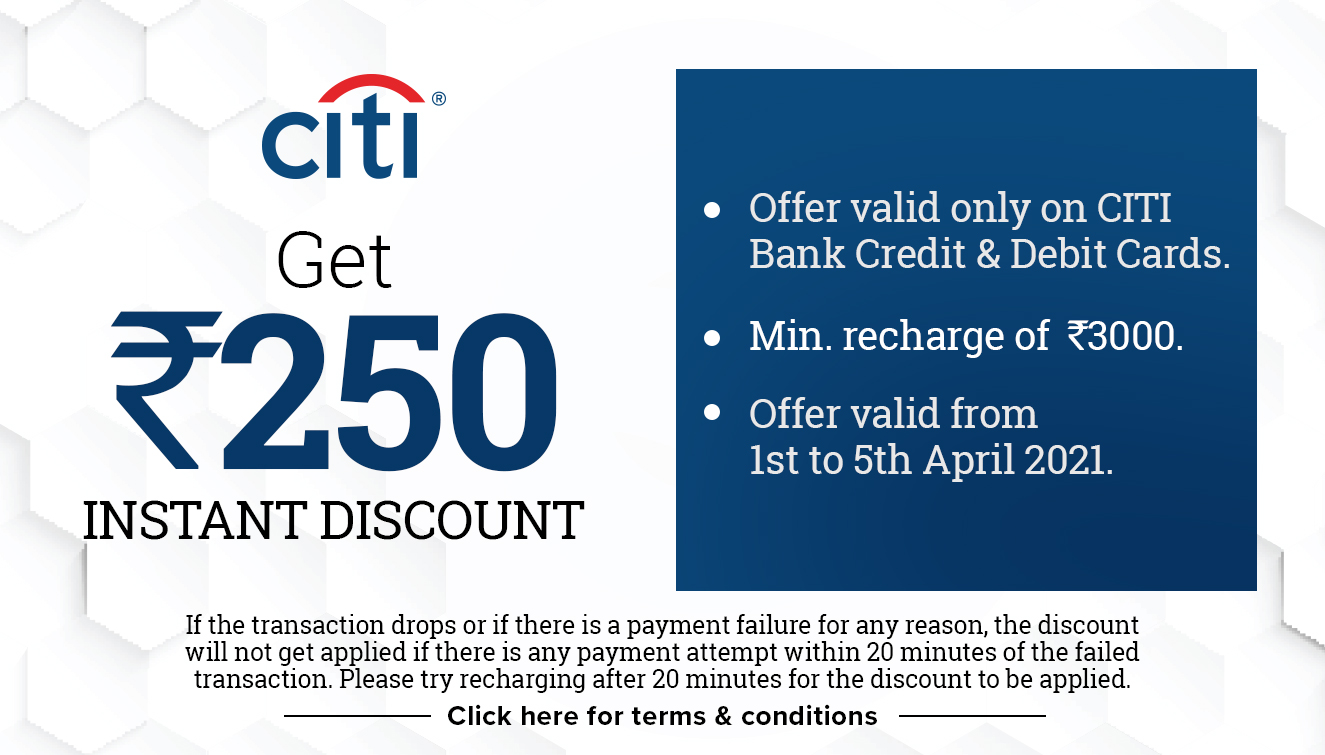 citi®
Get
₹250
INSTANT DISCOUNT
• Offer valid only on CITI
Bank Credit & Debit Cards.
• Min. recharge of ₹3000.
• Offer valid from
1st to 5th April 2021.
If the transaction drops or if there is a payment failure for any reason, the discount
will not get applied if there is any payment attempt within 20 minutes of the failed
transaction. Please try recharging after 20 minutes for the discount to be applied.
Click here for terms & conditions